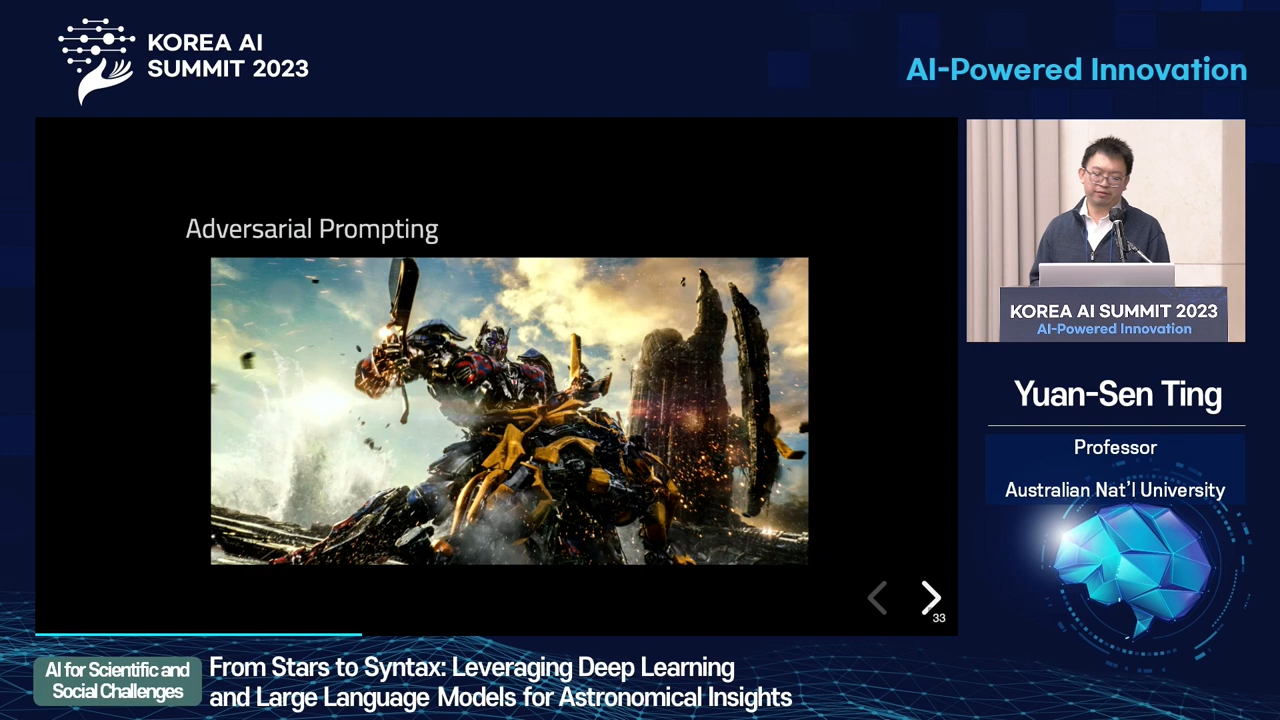 KOREA AI
SUMMIT 2023
AI-Powered Innovation
Adversarial Prompting
33
KOREA AI SUMMIT 2023
AI-Powered Innovation
Yuan-Sen Ting
Professor
Australian Nat'l University
AI for Scientific and
Social Challenges
From Stars to Syntax: Leveraging Deep Learning
and Large Language Models for Astronomical Insights